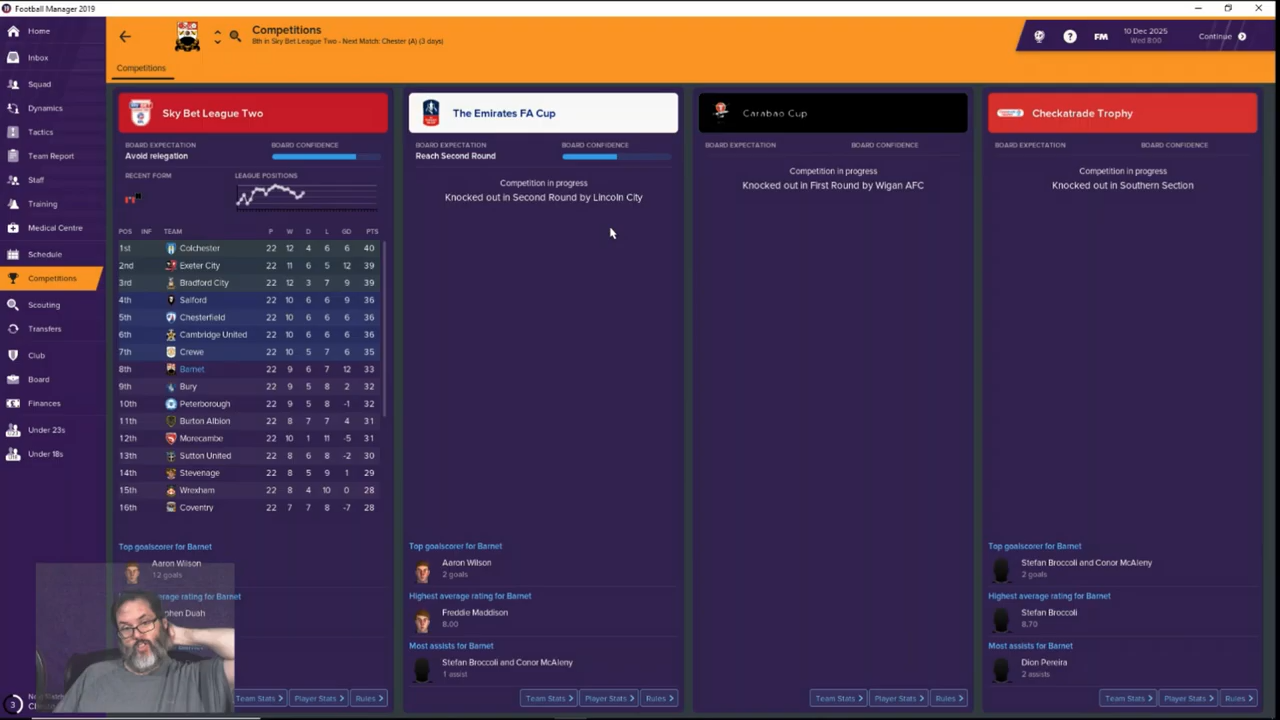 Football Manager 2019
Home
Inbox
Squad
Dynamics
Tactics
Team Report
Staff
Training
Medical Centre
Schedule
Competitions
Scouting
Transfers
Club
Board
Finances
Under 23s
Under 18s
Competitions
8th in Sky Bet League Two - Next Match: Chester (A) (3 days)
FM
10 Dec 2025
Wed 8:00
Continue
Competitions
Sky Bet League Two
BOARD EXPECTATION BOARD CONFIDENCE
Avoid relegation
RECENT FORM LEAGUE POSITIONS
POS INF TEAM P W D L GD PTS
1st Colchester 22 12 4 6 6 40
2nd Exeter City 22 11 6 5 12 39
3rd Bradford City 22 12 3 7 9 39
4th Salford 22 10 6 6 9 36
5th Chesterfield 22 10 6 6 6 36
6th Cambridge United 22 10 6 6 6 36
7th Crewe 22 10 5 7 6 35
8th Barnet 22 9 6 7 12 33
9th Bury 22 9 5 8 2 32
10th Peterborough 22 9 5 8 -1 32
11th Burton Albion 22 8 7 7 4 31
12th Morecambe 22 10 1 11 -5 31
13th Sutton United 22 8 6 8 -2 30
14th Stevenage 22 8 5 9 1 29
15th Wrexham 22 8 4 10 0 28
16th Coventry 22 7 7 8 -7 28
Top goalscorer for Barnet
Aaron Wilson
12 goals
rating for Barnet
Duah
Team Stats Player Stats Rules
The Emirates FA Cup
BOARD EXPECTATION BOARD CONFIDENCE
Reach Second Round
Competition in progress
Knocked out in Second Round by Lincoln City
Top goalscorer for Barnet
Aaron Wilson
2 goals
Highest average rating for Barnet
Freddie Maddison
8.00
Most assists for Barnet
Stefan Broccoli and Conor McAleny
1 assist
Team Stats Player Stats Rules
Carabao Cup
BOARD EXPECTATION BOARD CONFIDENCE
Competition in progress
Knocked out in First Round by Wigan AFC
Team Stats Player Stats Rules
Checkatrade Trophy
BOARD EXPECTATION BOARD CONFIDENCE
Competition in progress
Knocked out in Southern Section
Top goalscorer for Barnet
Stefan Broccoli and Conor McAleny
2 goals
Highest average rating for Barnet
Stefan Broccoli
8.70
Most assists for Barnet
Dion Pereira
2 assists
Team Stats Player Stats Rules
3